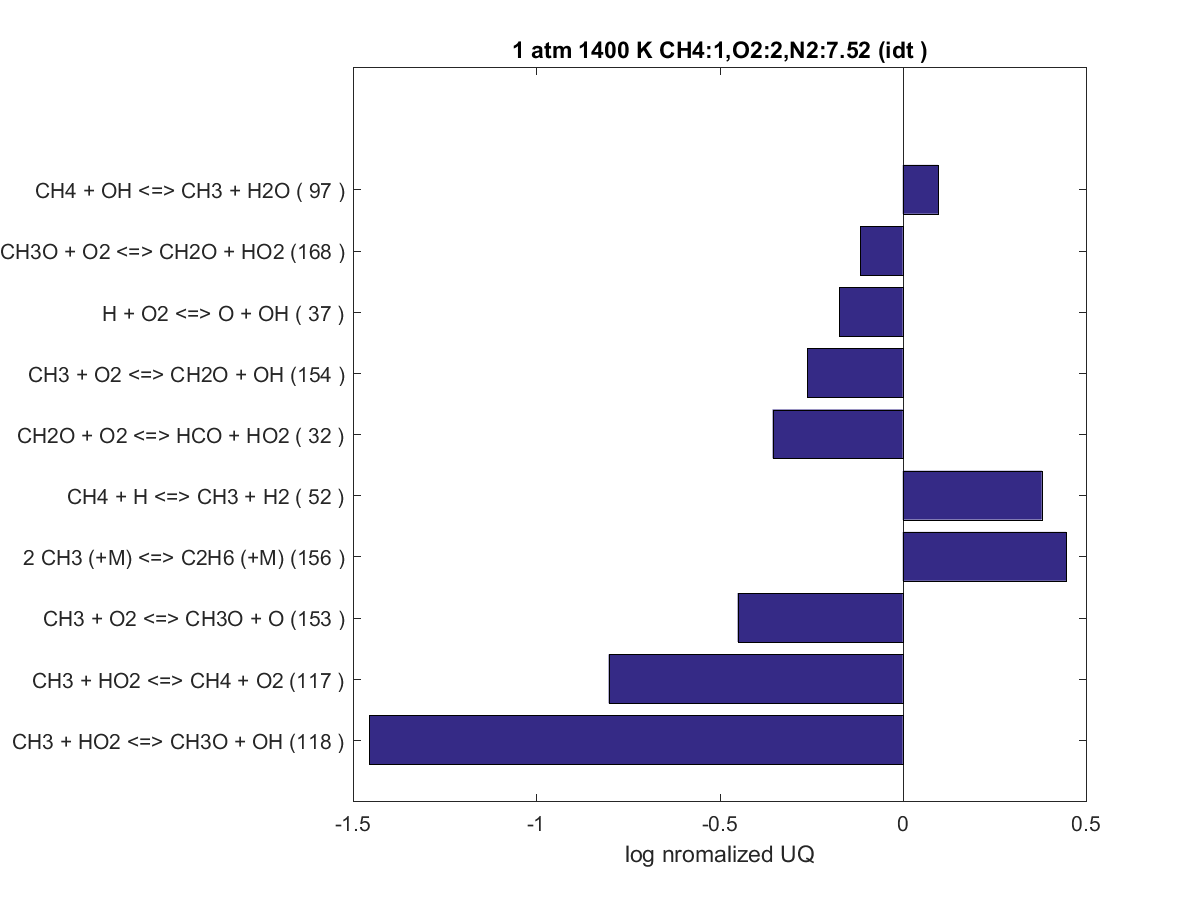 1 atm 1400 K CH4:1,O2:2,N2:7.52 (idt )
CH4 + OH <=> CH3 + H2O ( 97 )
CH3O + O2 <=> CH2O + HO2 (168 )
H + O2 <=> O + OH ( 37 )
CH3 + O2 <=> CH2O + OH (154 )
CH2O + O2 <=> HCO + HO2 ( 32 )
CH4 + H <=> CH3 + H2 ( 52 )
2 CH3 (+M) <=> C2H6 (+M) (156 )
CH3 + O2 <=> CH3O + O (153 )
CH3 + HO2 <=> CH4 + O2 (117 )
CH3 + HO2 <=> CH3O + OH (118 )
-1.5 -1 -0.5 0 0.5
log nromalized UQ